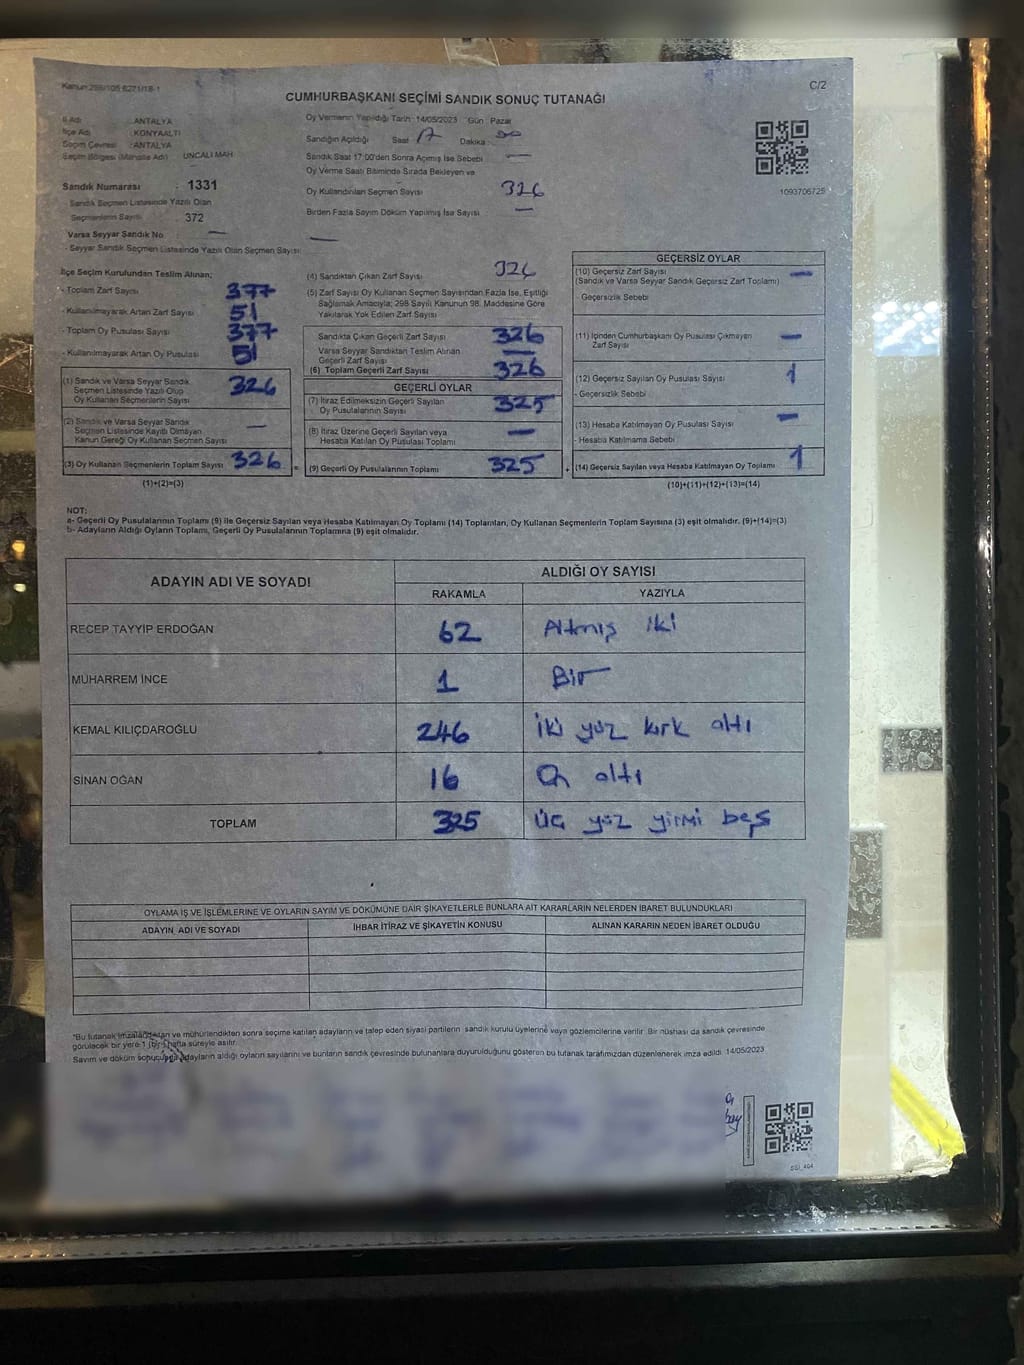 Kanun:298/105 6271/18-1
C/2
CUMHURBAŞKANI SEÇİMİ SANDIK SONUÇ TUTANAĞI
İl Adı : ANTALYA
İlçe Adı : KONYAALTI
Seçim Çevresi : ANTALYA
Seçim Bölgesi (Mahalle Adı) UNCALI MAH
Sandık Numarası : 1331
Sandık Seçmen Listesinde Yazılı Olan
Seçmenlerin Sayısı : 372
Varsa Seyyar Sandık No : —
- Seyyar Sandık Seçmen Listesinde Yazılı Olan Seçmen Sayısı: —
Oy Vermenin Yapıldığı Tarih :14/05/2023 Gün : Pazar
Sandığın Açıldığı Saat : 17 Dakika : 00
Sandık Saat 17:00'den Sonra Açılmış İse Sebebi : —
Oy Verme Saati Bitiminde Sırada Bekleyen ve
Oy Kullandırılan Seçmen Sayısı : 326
Birden Fazla Sayım Döküm Yapılmış İse Sayısı : —
1093706725
İlçe Seçim Kurulundan Teslim Alınan;
- Toplam Zarf Sayısı : 377
- Kullanılmayarak Artan Zarf Sayısı : 51
- Toplam Oy Pusulası Sayısı : 377
- Kullanılmayarak Artan Oy Pusulası : 51
(1) Sandık ve Varsa Seyyar Sandık
Seçmen Listesinde Yazılı Olup
Oy Kullanan Seçmenlerin Sayısı : 326
(2) Sandık ve Varsa Seyyar Sandık
Seçmen Listesinde Kayıtlı Olmayan
Kanun Gereği Oy Kullanan Seçmen Sayısı : —
(3) Oy Kullanan Seçmenlerin Toplam Sayısı : 326 =
(1)+(2)=(3)
(4) Sandıktan Çıkan Zarf Sayısı : 326
(5) Zarf Sayısı Oy Kullanan Seçmen Sayısından Fazla İse, Eşitliği
Sağlamak Amacıyla; 298 Sayılı Kanunun 98. Maddesine Göre
Yakılarak Yok Edilen Zarf Sayısı :
Sandıkta Çıkan Geçerli Zarf Sayısı : 326
Varsa Seyyar Sandıktan Teslim Alınan
Geçerli Zarf Sayısı : —
(6) Toplam Geçerli Zarf Sayısı : 326
GEÇERLİ OYLAR
(7) İtiraz Edilmeksizin Geçerli Sayılan
Oy Pusulalarının Sayısı : 325
(8) İtiraz Üzerine Geçerli Sayılan veya
Hesaba Katılan Oy Pusulası Toplamı : —
(9) Geçerli Oy Pusulalarının Toplamı : 325 +
GEÇERSİZ OYLAR
(10) Geçersiz Zarf Sayısı : —
(Sandık ve Varsa Seyyar Sandık Geçersiz Zarf Toplamı)
- Geçersizlik Sebebi :
(11) İçinden Cumhurbaşkanı Oy Pusulası Çıkmayan
Zarf Sayısı : —
(12) Geçersiz Sayılan Oy Pusulası Sayısı : 1
- Geçersizlik Sebebi :
(13) Hesaba Katılmayan Oy Pusulası Sayısı : —
- Hesaba Katılmama Sebebi :
(14) Geçersiz Sayılan veya Hesaba Katılmayan Oy Toplamı : 1
(10)+(11)+(12)+(13)=(14)
NOT:
a- Geçerli Oy Pusulalarının Toplamı (9) ile Geçersiz Sayılan veya Hesaba Katılmayan Oy Toplamı (14) Toplamları, Oy Kullanan Seçmenlerin Toplam Sayısına (3) eşit olmalıdır. (9)+(14)=(3)
b- Adayların Aldığı Oyların Toplamı, Geçerli Oy Pusulalarının Toplamına (9) eşit olmalıdır.
ADAYIN ADI VE SOYADI ALDIĞI OY SAYISI
RAKAMLA YAZIYLA
RECEP TAYYİP ERDOĞAN 62 Altmış iki
MUHARREM İNCE 1 Bir
KEMAL KILIÇDAROĞLU 246 İki yüz kırk altı
SİNAN OĞAN 16 On altı
TOPLAM 325 Üç yüz yirmi beş
OYLAMA İŞ VE İŞLEMLERİNE VE OYLARIN SAYIM VE DÖKÜMÜNE DAİR ŞİKAYETLERLE BUNLARA AİT KARARLARIN NELERDEN İBARET BULUNDUKLARI
ADAYIN ADI VE SOYADI İHBAR İTİRAZ VE ŞİKAYETİN KONUSU ALINAN KARARIN NEDEN İBARET OLDUĞU
*Bu tutanak imzalandıktan ve mühürlendikten sonra seçime katılan adayların ve talep eden siyasi partilerin sandık kurulu üyelerine veya gözlemcilerine verilir. Bir nüshası da sandık çevresinde
görülecek bir yere 1 (bir) hafta süreyle asılır.
Sayım ve döküm sonucunda adayların aldığı oyların sayılarını ve bunların sandık çevresinde bulunanlara duyurulduğunu gösteren bu tutanak tarafımızdan düzenlenerek imza edildi. 14/05/2023
SSİ_404